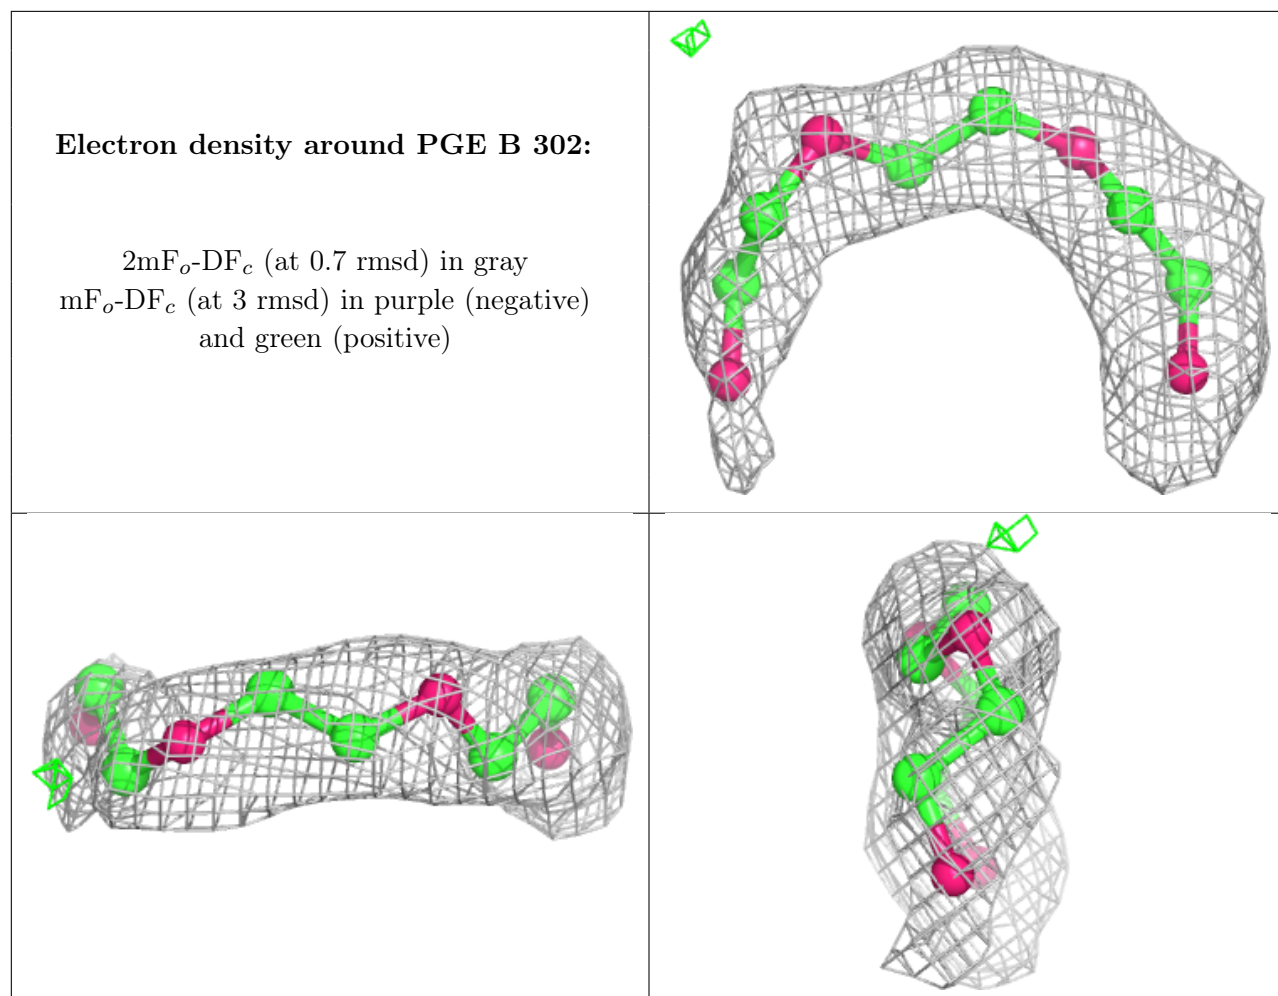 Electron density around PGE B 302:
2mFo-DFc (at 0.7 rmsd) in gray
mFo-DFc (at 3 rmsd) in purple (negative)
and green (positive)